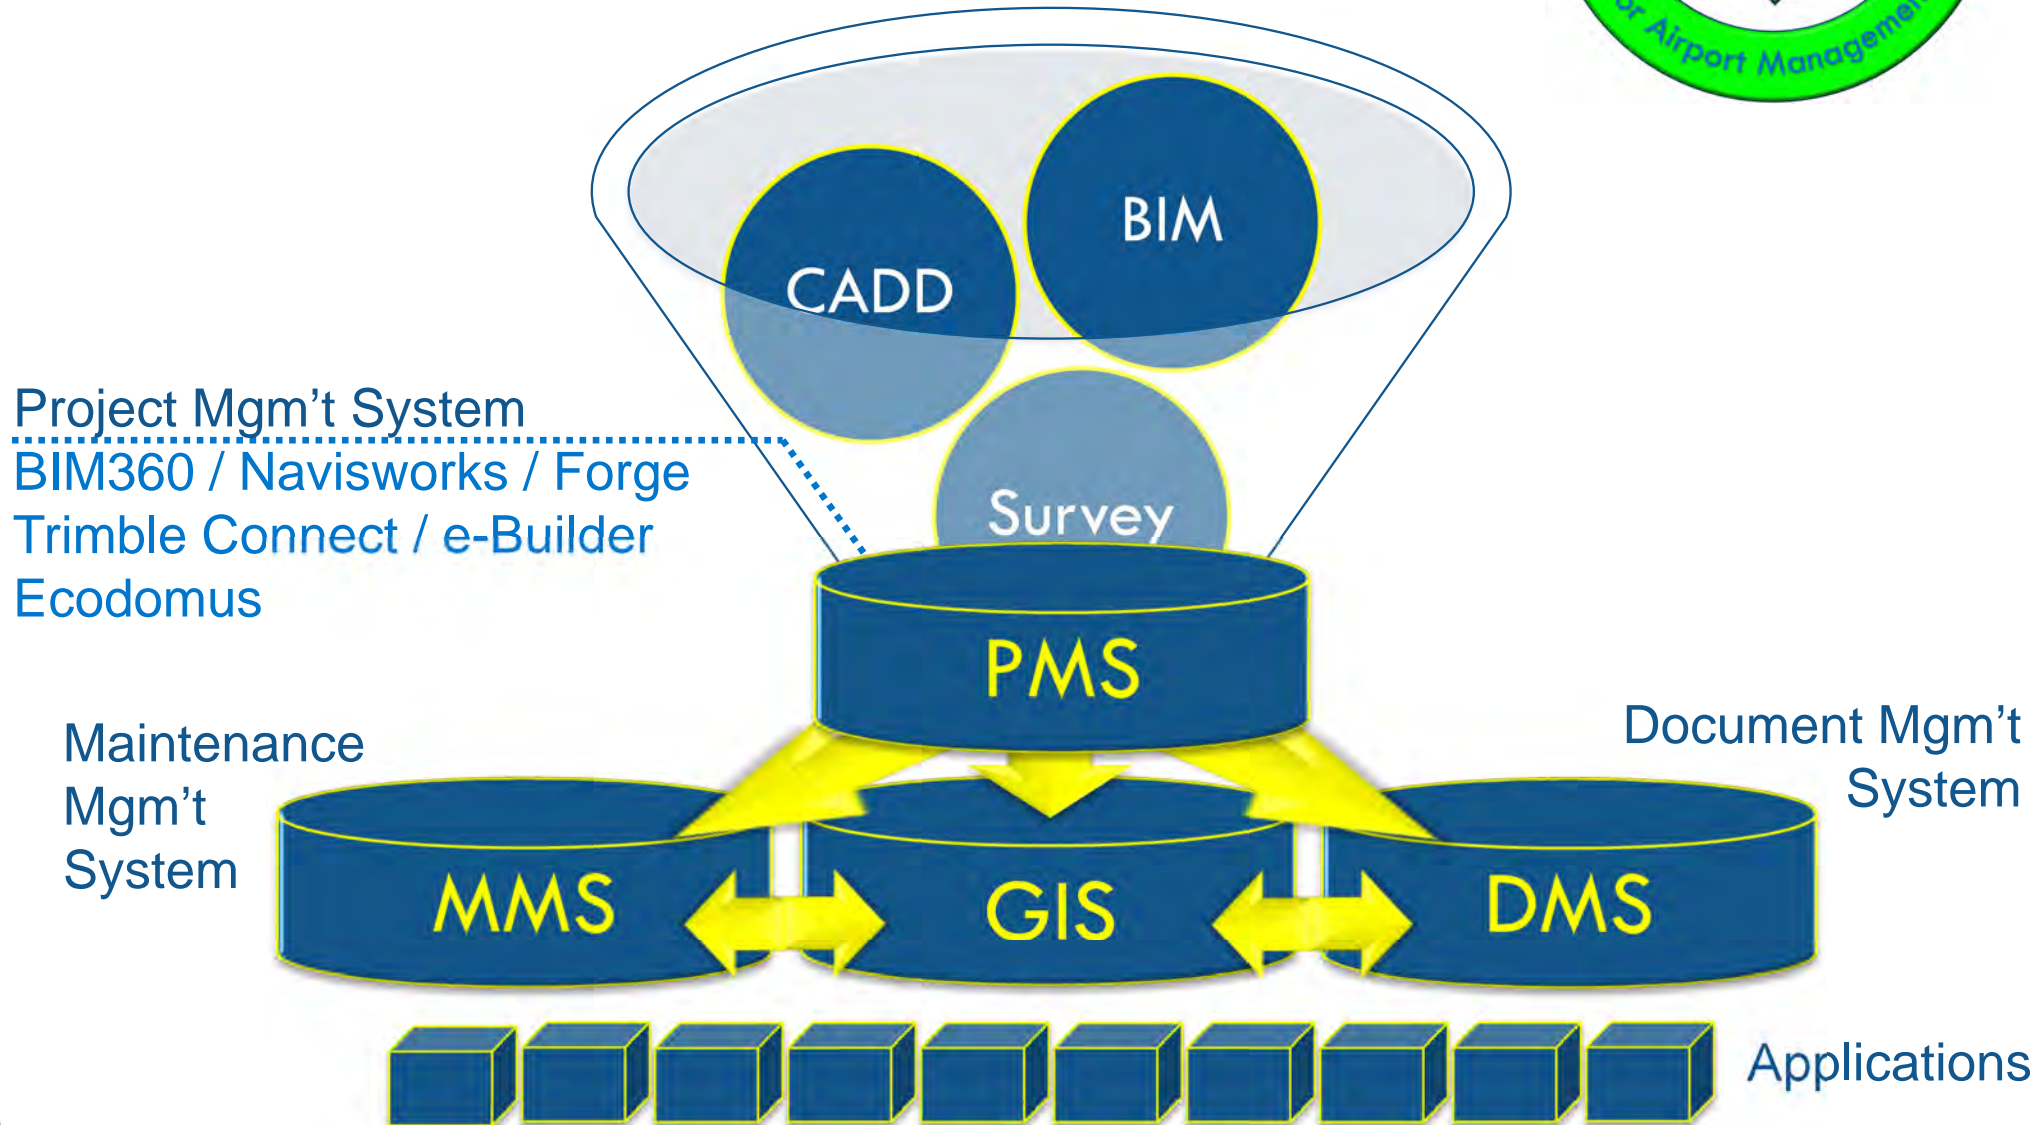 or Airport Management
BIM
CADD
Project Mgm't System
BIM360 / Navisworks / Forge
Trimble Connect / e-Builder
Ecodomus
Survey
PMS
Maintenance
Mgm't
System
Document Mgm't
System
MMS
GIS
DMS
Applications